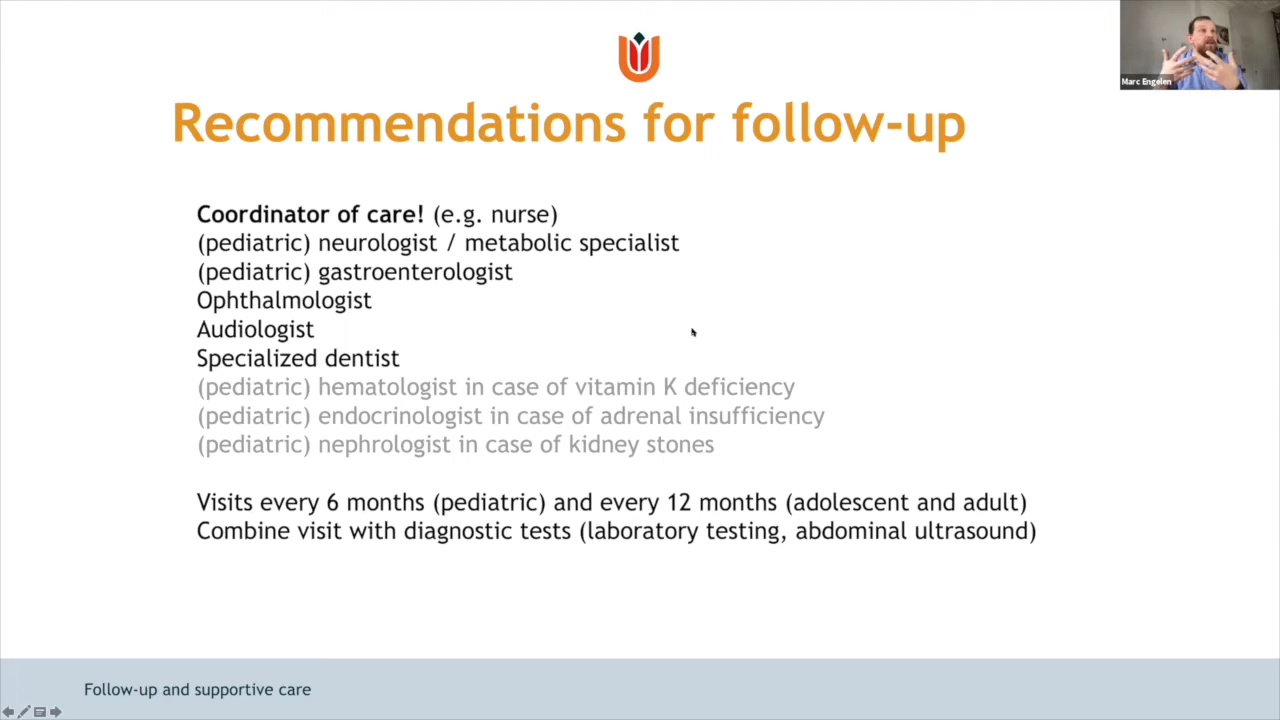 Marc Engelen
Recommendations for follow-up
Coordinator of care! (e.g. nurse)
(pediatric) neurologist / metabolic specialist
(pediatric) gastroenterologist
Ophthalmologist
Audiologist
Specialized dentist
(pediatric) hematologist in case of vitamin K deficiency
(pediatric) endocrinologist in case of adrenal insufficiency
(pediatric) nephrologist in case of kidney stones
Visits every 6 months (pediatric) and every 12 months (adolescent and adult)
Combine visit with diagnostic tests (laboratory testing, abdominal ultrasound)
Follow-up and supportive care